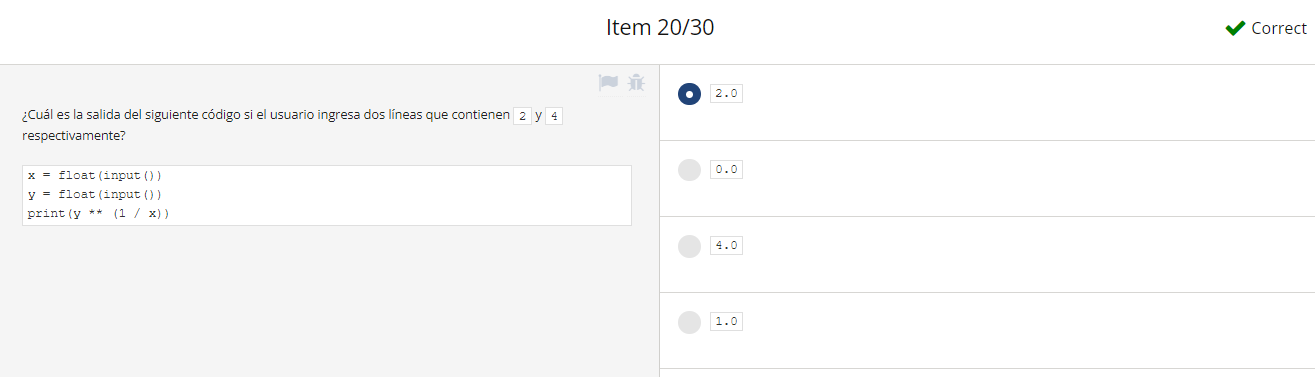 Item 20/30
Correct
¿Cuál es la salida del siguiente código si el usuario ingresa dos líneas que contienen 2 y 4
respectivamente?
x = float(input())
y = float(input())
print(y ** (1 / x))
2.0
0.0
4.0
1.0